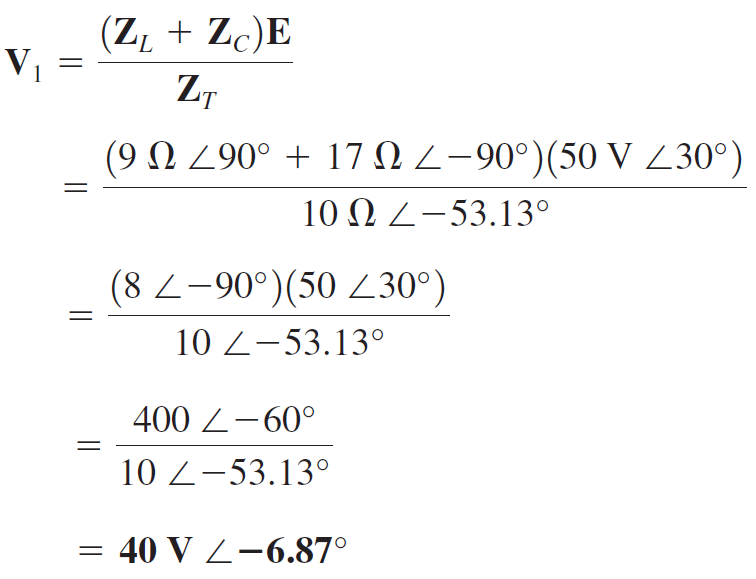 V₁ = (Z_L + Z_C)E / Z_T
= (9 Ω ∠90° + 17 Ω ∠−90°)(50 V ∠30°) / 10 Ω ∠−53.13°
= (8 ∠−90°)(50 ∠30°) / 10 ∠−53.13°
= 400 ∠−60° / 10 ∠−53.13°
= 40 V ∠−6.87°